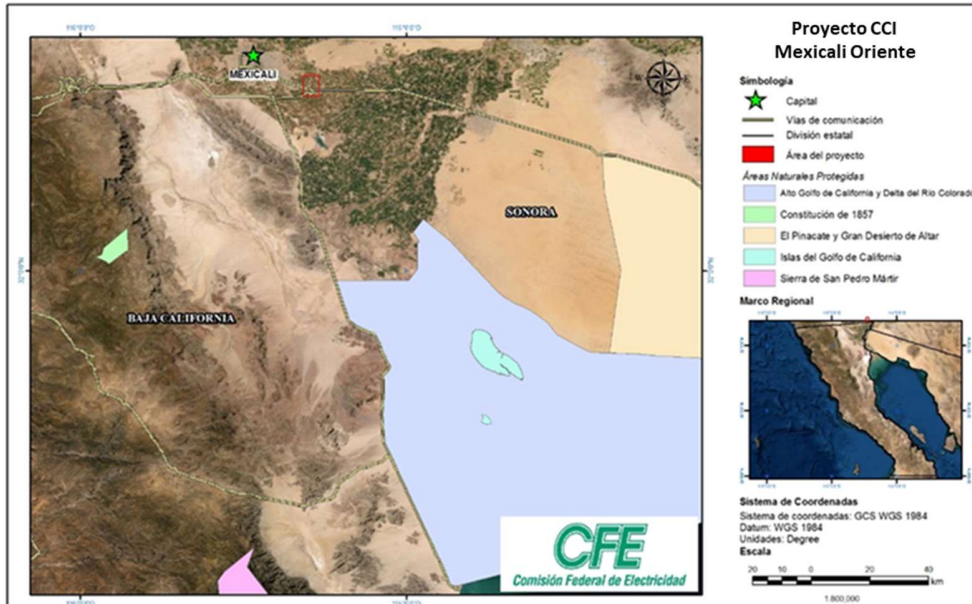 Proyecto CCI
Mexicali Oriente
Simbología
Capital
Vías de comunicación
División estatal
Área del proyecto
Áreas Naturales Protegidas
Alto Golfo de California y Delta del Río Colorado
Constitución de 1857
El Pinacate y Gran Desierto de Altar
Islas del Golfo de California
Sierra de San Pedro Mártir
Marco Regional
Sistema de Coordenadas
Sistema de coordenadas: GCS WGS 1984
Datum: WGS 1984
Unidades: Degree
Escala
20 10 0 20 40
km
1:800,000
MEXICALI
SONORA
BAJA CALIFORNIA
CFE
Comisión Federal de Electricidad